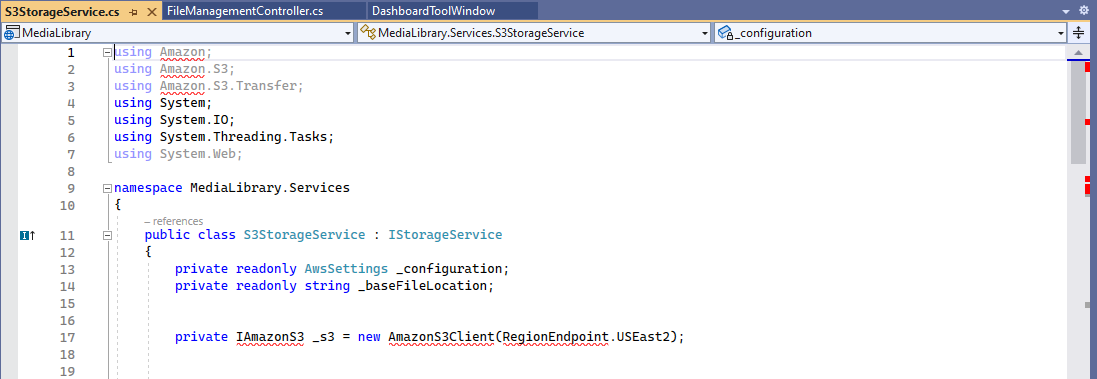 S3StorageService.cs FileManagementController.cs DashboardToolWindow
MediaLibrary MediaLibrary.Services.S3StorageService _configuration
1 using Amazon;
2 using Amazon.S3;
3 using Amazon.S3.Transfer;
4 using System;
5 using System.IO;
6 using System.Threading.Tasks;
7 using System.Web;
8
9 namespace MediaLibrary.Services
10 {
– references
11 public class S3StorageService : IStorageService
12 {
13 private readonly AwsSettings _configuration;
14 private readonly string _baseFileLocation;
15
16
17 private IAmazonS3 _s3 = new AmazonS3Client(RegionEndpoint.USEast2);
18
19